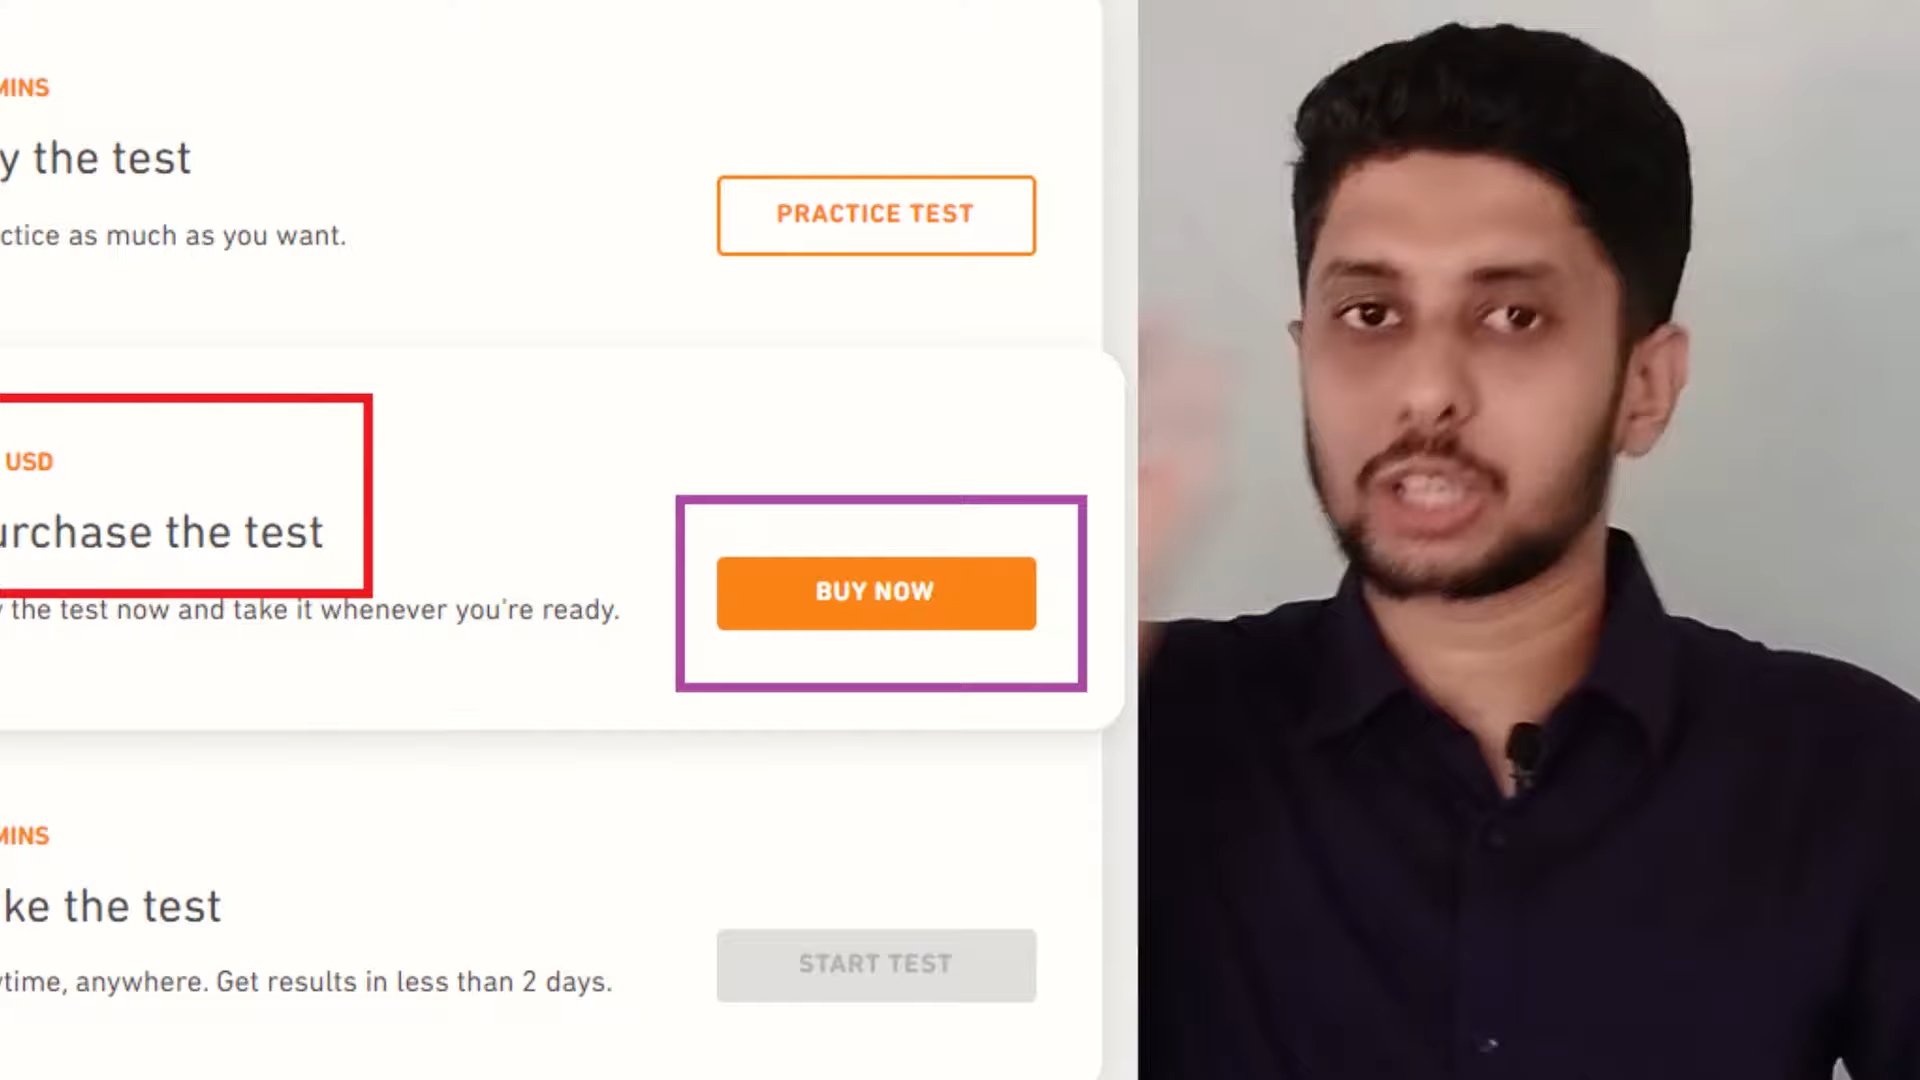 MINS
y the test
PRACTICE TEST
ctice as much as you want.
USD
urchase the test
BUY NOW
the test now and take it whenever you're ready.
MINS
ke the test
START TEST
time, anywhere. Get results in less than 2 days.